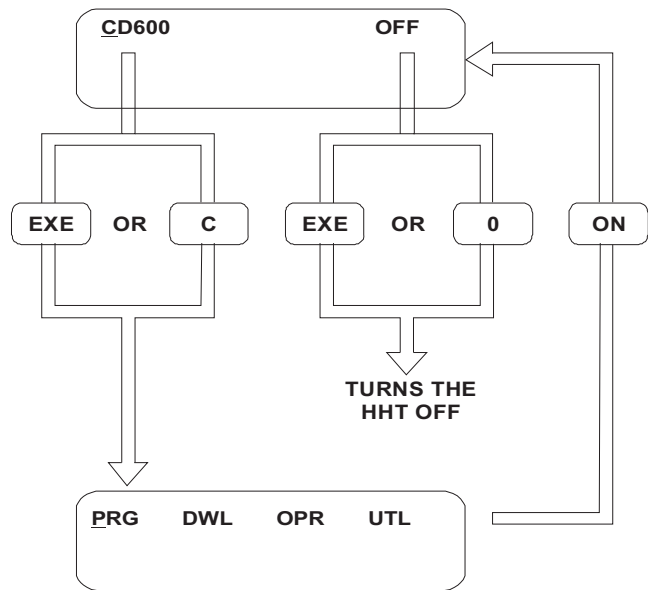 CD600 OFF
EXE OR C EXE OR 0 ON
TURNS THE
HHT OFF
PRG DWL OPR UTL